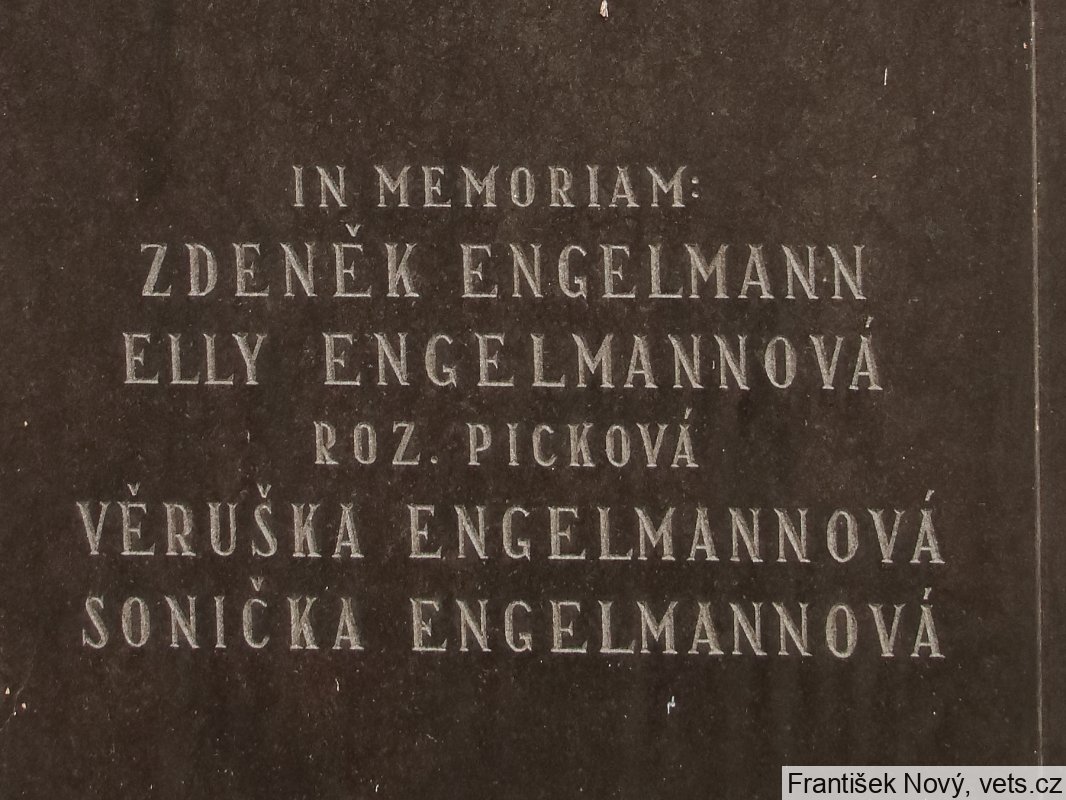 IN MEMORIAM:
ZDENĚK ENGELMANN
ELLY ENGELMANNOVÁ
ROZ. PICKOVÁ
VĚRUŠKA ENGELMANNOVÁ
SONIČKA ENGELMANNOVÁ
František Nový, vets.cz